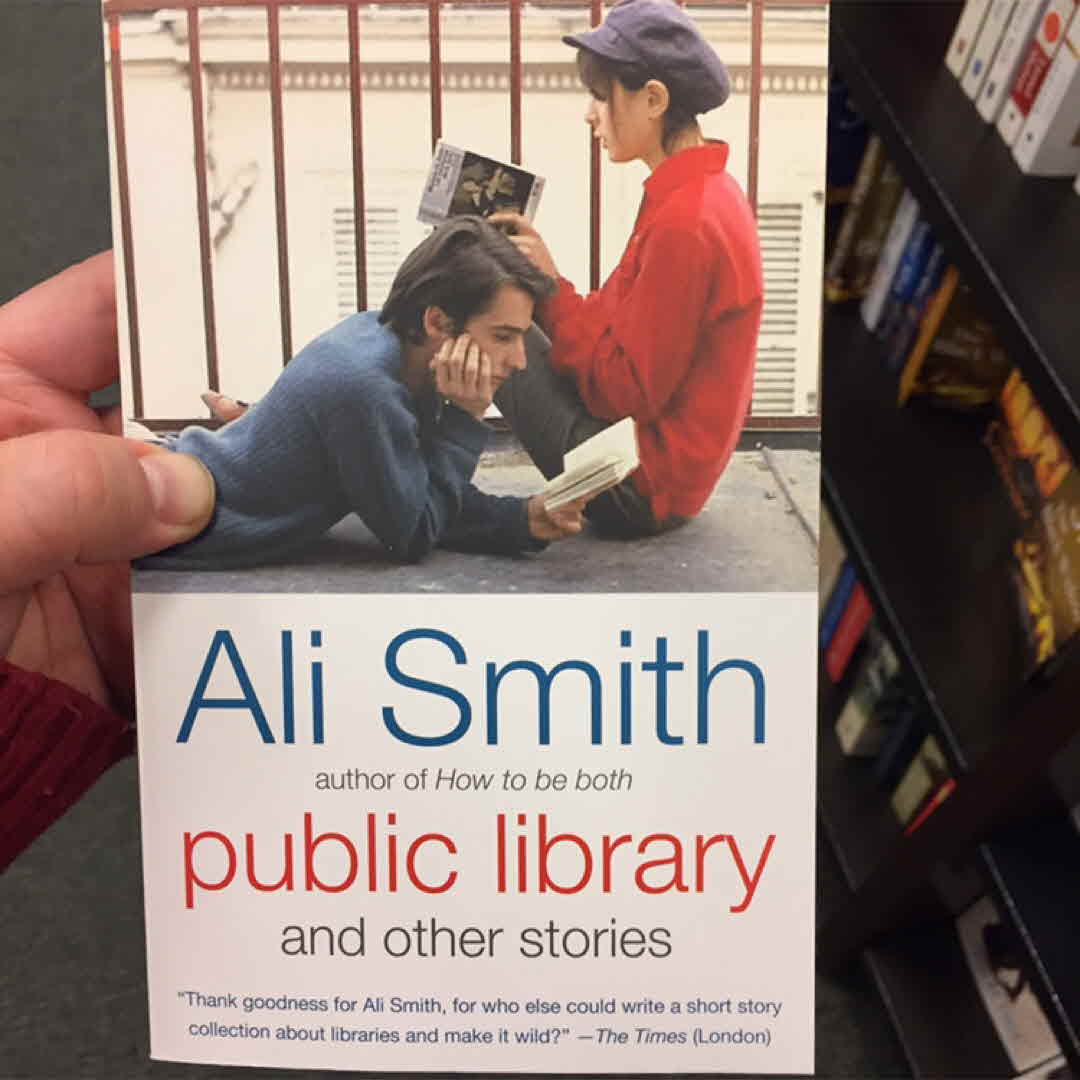 Ali Smith
author of How to be both
public library
and other stories
"Thank goodness for Ali Smith, for who else could write a short story
collection about libraries and make it wild?" —The Times (London)